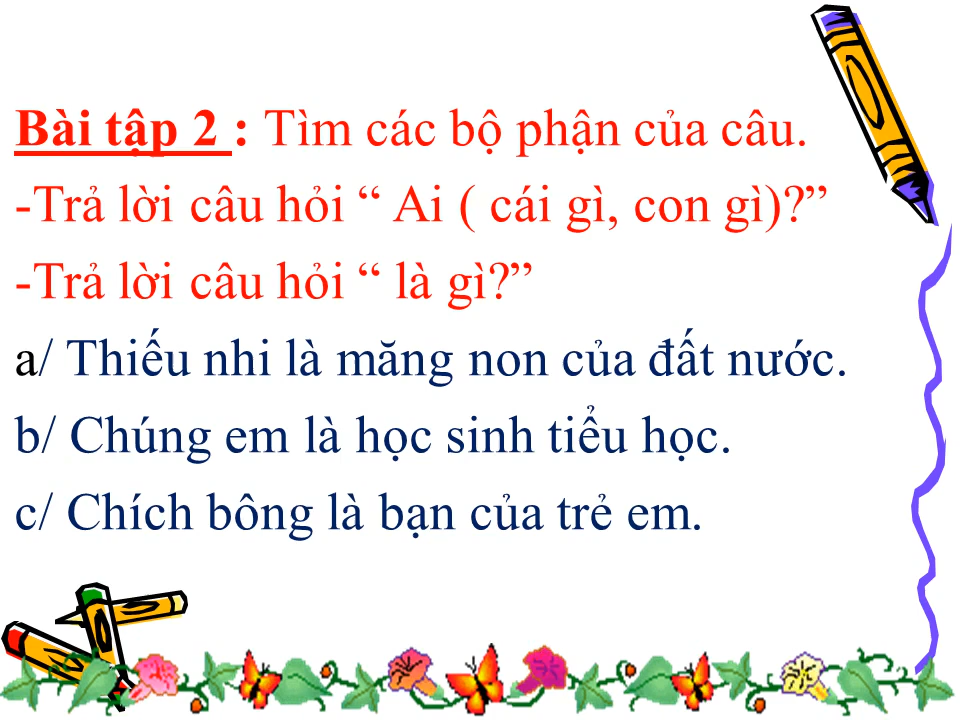 Bài tập 2 : Tìm các bộ phận của câu.
-Trả lời câu hỏi “ Ai ( cái gì, con gì)?”
-Trả lời câu hỏi “ là gì?”
a/ Thiếu nhi là măng non của đất nước.
b/ Chúng em là học sinh tiểu học.
c/ Chích bông là bạn của trẻ em.